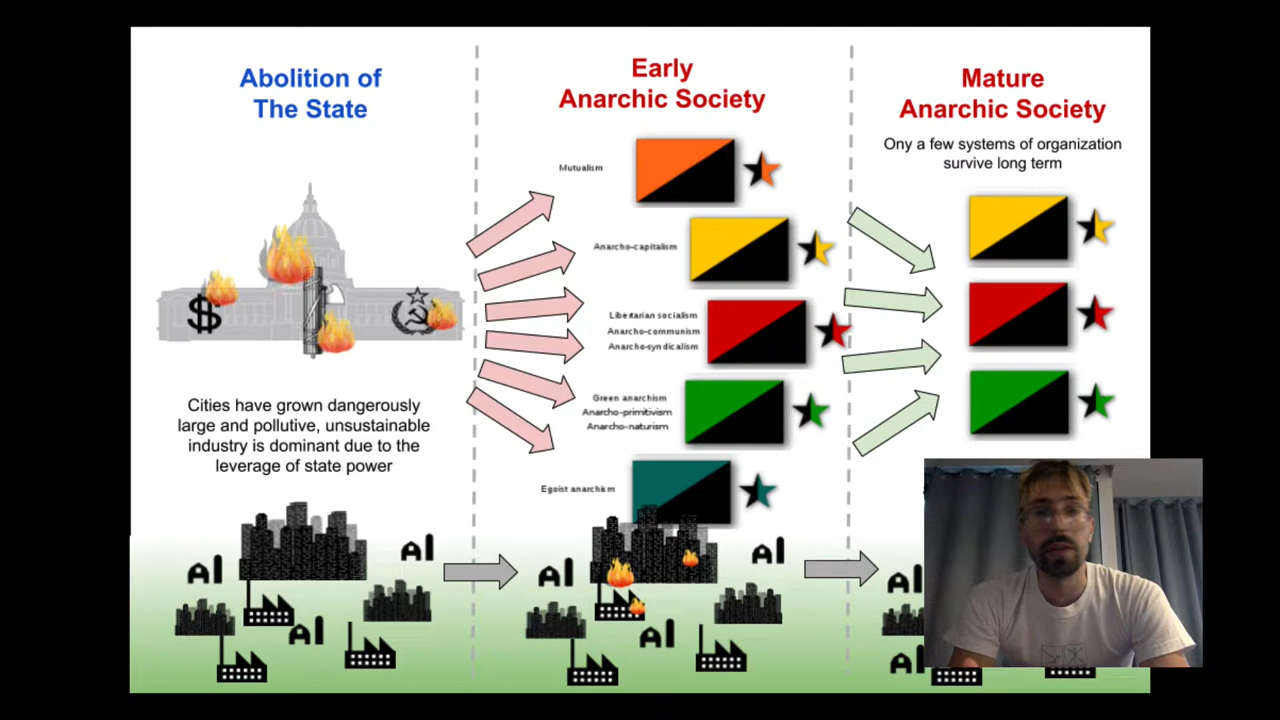 Abolition of
The State
Cities have grown dangerously
large and pollutive, unsustainable
industry is dominant due to the
leverage of state power
AI
AI
AI
Early
Anarchic Society
Mutualism
Anarcho-capitalism
Libertarian socialism
Anarcho-communism
Anarcho-syndicalism
Green anarchism
Anarcho-primitivism
Anarcho-naturism
Egoist anarchism
AI
AI
AI
Mature
Anarchic Society
Ony a few systems of organization
survive long term
AI
AI